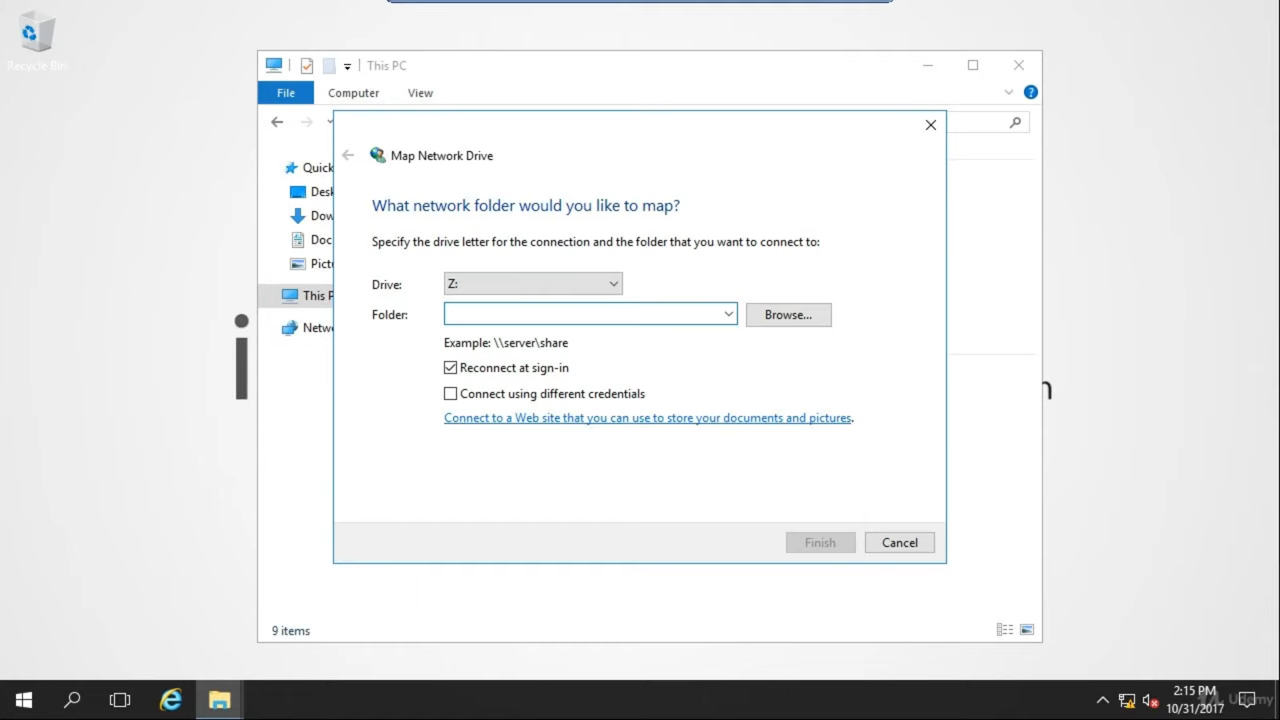 Recycle Bin
This PC
File
Computer
View
Map Network Drive
What network folder would you like to map?
Specify the drive letter for the connection and the folder that you want to connect to:
Drive:
Z:
Folder:
Browse...
Example: \\server\share
Reconnect at sign-in
Connect using different credentials
Connect to a Web site that you can use to store your documents and pictures.
Finish
Cancel
Quick
Desk
Dow
Doc
Pictu
This P
Netwo
i
n
9 items
2:15 PM
10/31/2017
Udemy